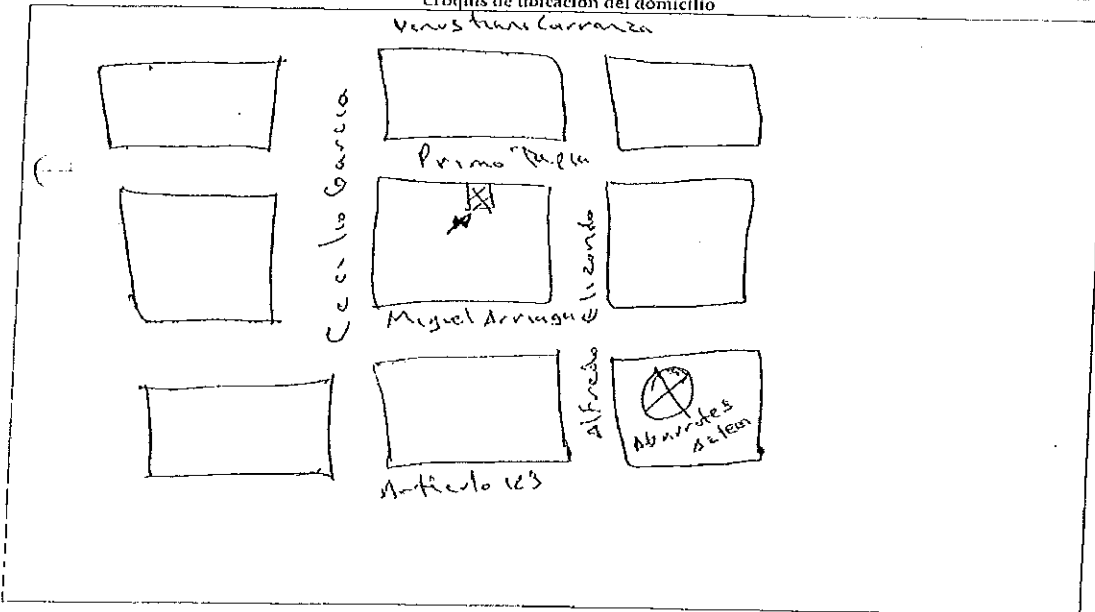 Croquis de ubicación del domicilio
Venustiano Carranza
Cecilio Garcia
Primo Tapia
Miguel Arriaga
Alfredo Elizondo
Abarrotes
Artículo 123